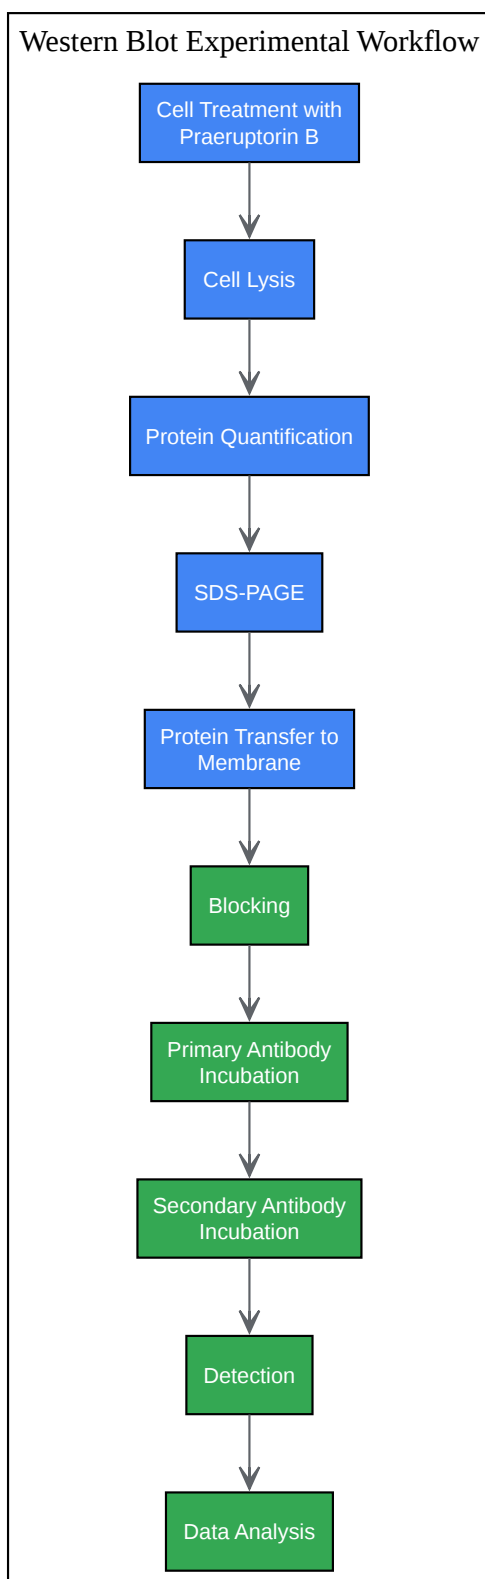 Western Blot Experimental Workflow
Cell Treatment with
Praeruptorin B
Cell Lysis
Protein Quantification
SDS-PAGE
Protein Transfer to
Membrane
Blocking
Primary Antibody
Incubation
Secondary Antibody
Incubation
Detection
Data Analysis